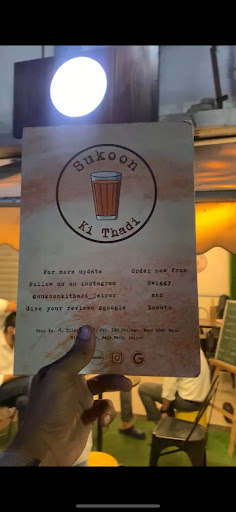 Sukoon
Ki Thadi
For more update
Follow us on instagram
@sukoonkithadi_jaipur
Give your reviews @google
Order now from
Swiggy
and
Zomato